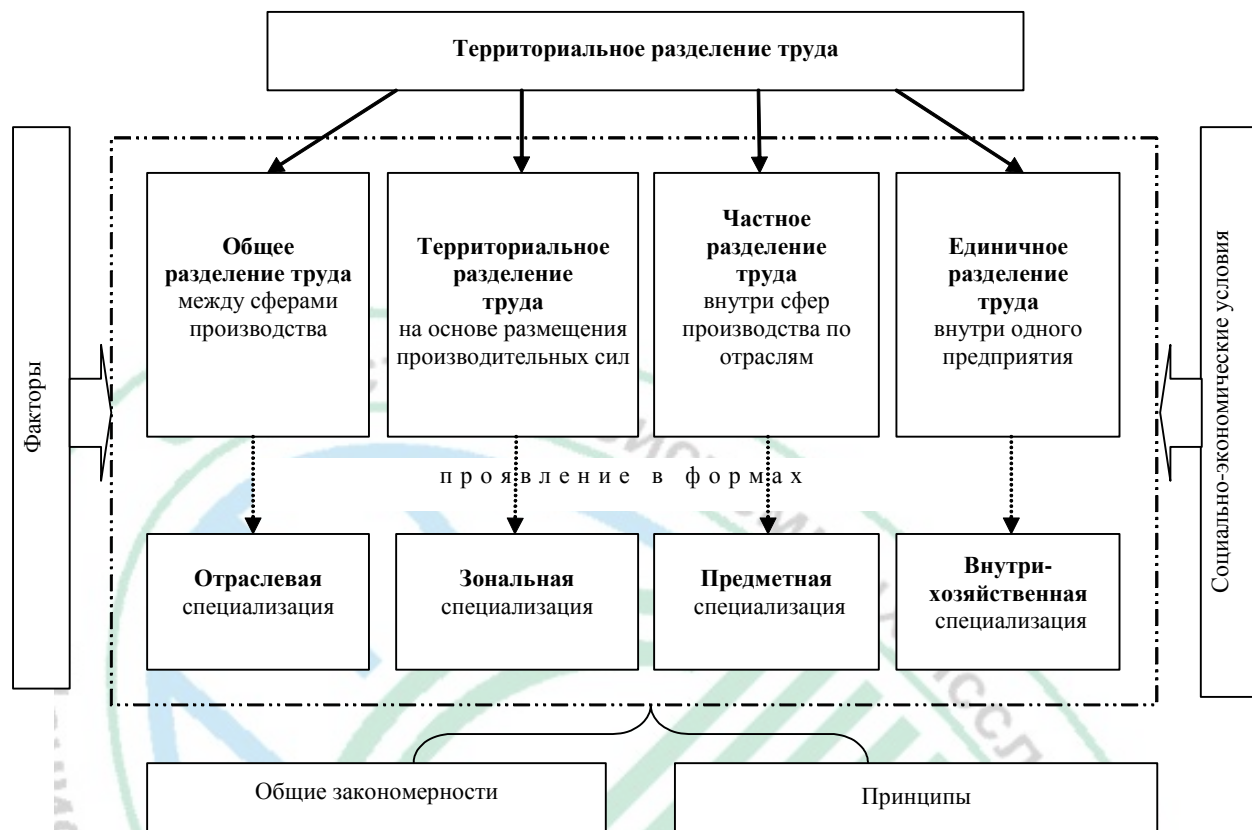 Территориальное разделение труда
Факторы
Общее
разделение труда
между сферами
производства
Территориальное
разделение
труда
на основе размещения
производительных сил
Частное
разделение
труда
внутри сфер
производства по
отраслям
Единичное
разделение
труда
внутри одного
предприятия
Социально-экономические условия
проявление в формах
Отраслевая
специализация
Зональная
специализация
Предметная
специализация
Внутри-
хозяйственная
специализация
Общие закономерности
Принципы